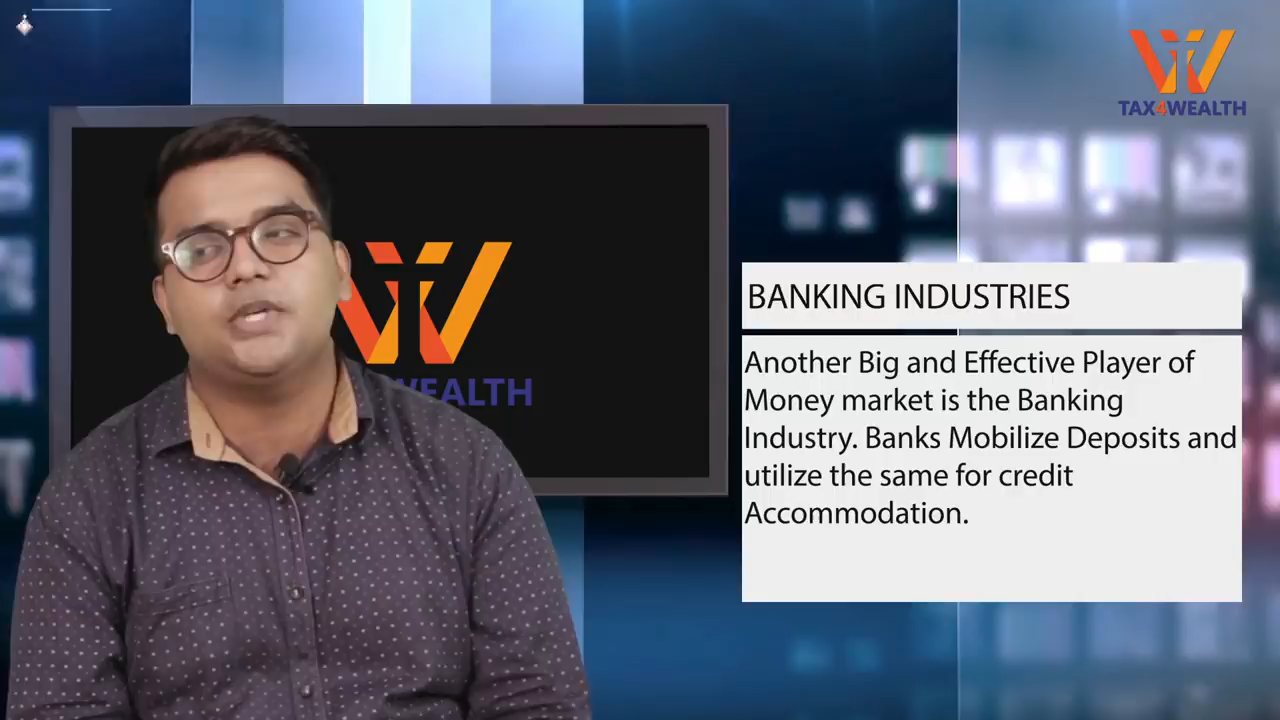 TAX4WEALTH
WEALTH
BANKING INDUSTRIES
Another Big and Effective Player of
Money market is the Banking
Industry. Banks Mobilize Deposits and
utilize the same for credit
Accommodation.